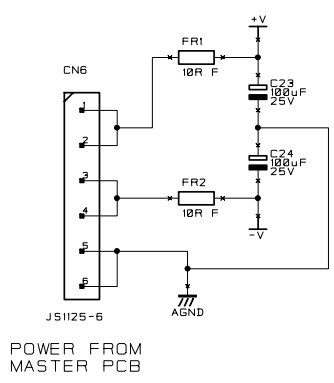 +V
FR1
10R F
CN6
C23
100uF
25V
1
2
C24
100uF
25V
3
4
FR2
10R F
-V
5
6
AGND
JS1125-6
POWER FROM
MASTER PCB